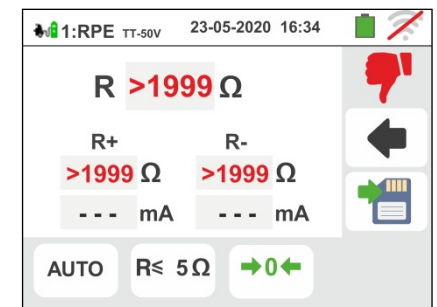 1:RPE TT-50V 23-05-2020 16:34
R >1999 Ω
R+ R-
>1999 Ω >1999 Ω
- - - mA - - - mA
AUTO R≤ 5Ω →0←